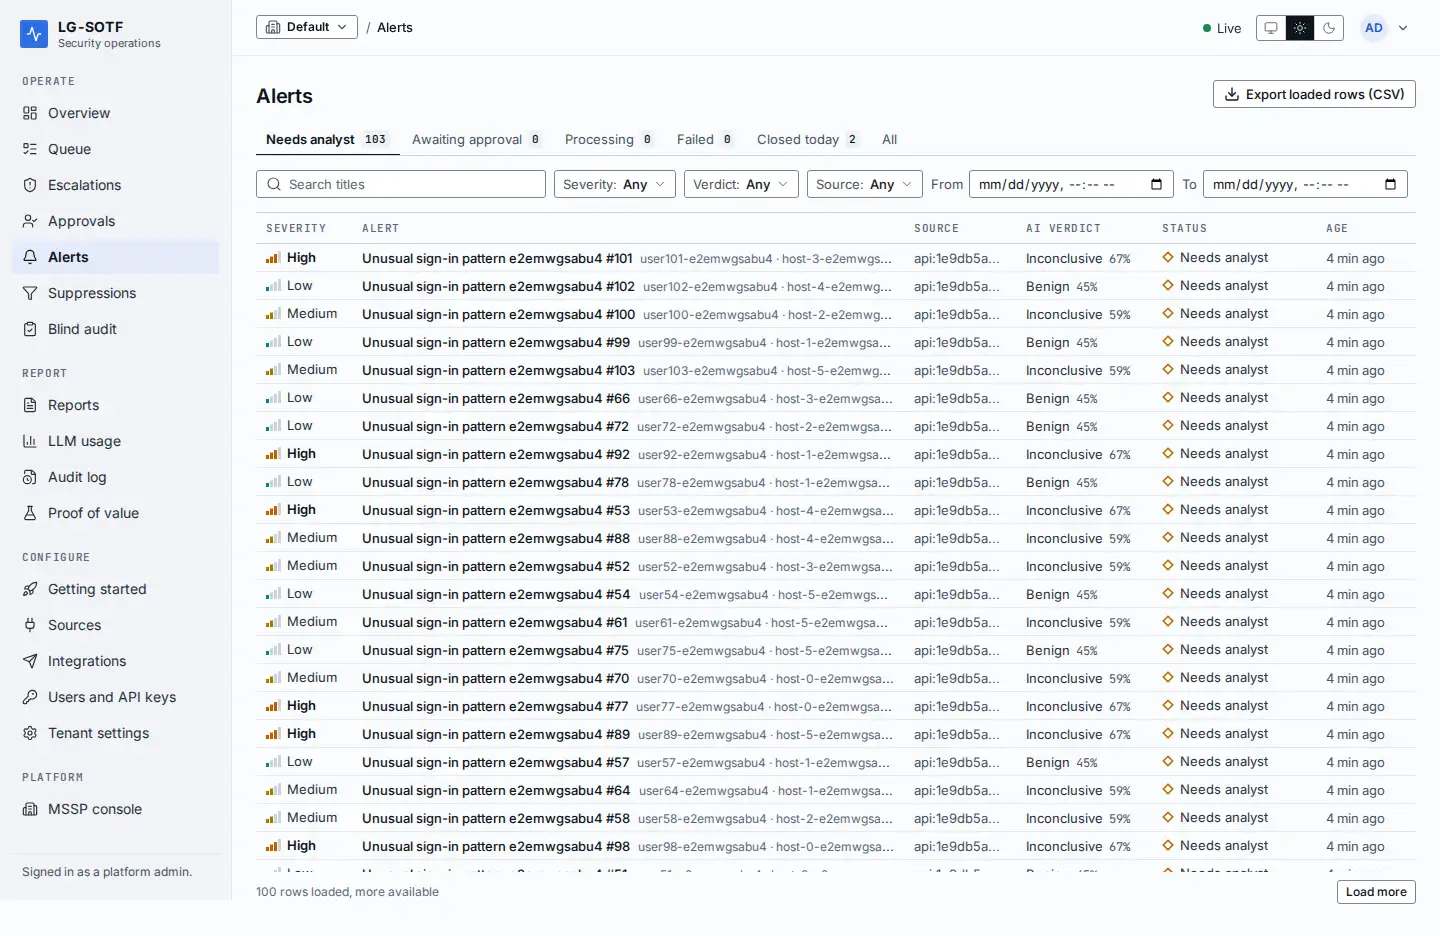 LG-SOTF
Security operations
OPERATE
Overview
Queue
Escalations
Approvals
Alerts
Suppressions
Blind audit
REPORT
Reports
LLM usage
Audit log
Proof of value
CONFIGURE
Getting started
Sources
Integrations
Users and API keys
Tenant settings
PLATFORM
MSSP console
Signed in as a platform admin.
Default / Alerts
Live AD
Alerts
Export loaded rows (CSV)
Needs analyst 103 Awaiting approval 0 Processing 0 Failed 0 Closed today 2 All
Search titles Severity: Any Verdict: Any Source: Any From mm/dd/yyyy, --:-- -- To mm/dd/yyyy, --:-- --
SEVERITY ALERT SOURCE AI VERDICT STATUS AGE
High Unusual sign-in pattern e2emwgsabu4 #101 user101-e2emwgsabu4 · host-3-e2emwgs... api:1e9db5a... Inconclusive 67% Needs analyst 4 min ago
Low Unusual sign-in pattern e2emwgsabu4 #102 user102-e2emwgsabu4 · host-4-e2emwg... api:1e9db5a... Benign 45% Needs analyst 4 min ago
Medium Unusual sign-in pattern e2emwgsabu4 #100 user100-e2emwgsabu4 · host-2-e2emwg... api:1e9db5a... Inconclusive 59% Needs analyst 4 min ago
Low Unusual sign-in pattern e2emwgsabu4 #99 user99-e2emwgsabu4 · host-1-e2emwgsa... api:1e9db5a... Benign 45% Needs analyst 4 min ago
Medium Unusual sign-in pattern e2emwgsabu4 #103 user103-e2emwgsabu4 · host-5-e2emwg... api:1e9db5a... Inconclusive 59% Needs analyst 4 min ago
Low Unusual sign-in pattern e2emwgsabu4 #66 user66-e2emwgsabu4 · host-3-e2emwgsa... api:1e9db5a... Benign 45% Needs analyst 4 min ago
Low Unusual sign-in pattern e2emwgsabu4 #72 user72-e2emwgsabu4 · host-2-e2emwgsa... api:1e9db5a... Benign 45% Needs analyst 4 min ago
High Unusual sign-in pattern e2emwgsabu4 #92 user92-e2emwgsabu4 · host-1-e2emwgsa... api:1e9db5a... Inconclusive 67% Needs analyst 4 min ago
Low Unusual sign-in pattern e2emwgsabu4 #78 user78-e2emwgsabu4 · host-1-e2emwgsa... api:1e9db5a... Benign 45% Needs analyst 4 min ago
High Unusual sign-in pattern e2emwgsabu4 #53 user53-e2emwgsabu4 · host-4-e2emwgsa... api:1e9db5a... Inconclusive 67% Needs analyst 4 min ago
Medium Unusual sign-in pattern e2emwgsabu4 #88 user88-e2emwgsabu4 · host-4-e2emwgsa... api:1e9db5a... Inconclusive 59% Needs analyst 4 min ago
Medium Unusual sign-in pattern e2emwgsabu4 #52 user52-e2emwgsabu4 · host-3-e2emwgsa... api:1e9db5a... Inconclusive 59% Needs analyst 4 min ago
Low Unusual sign-in pattern e2emwgsabu4 #54 user54-e2emwgsabu4 · host-5-e2emwgs... api:1e9db5a... Benign 45% Needs analyst 4 min ago
Medium Unusual sign-in pattern e2emwgsabu4 #61 user61-e2emwgsabu4 · host-5-e2emwgsa... api:1e9db5a... Inconclusive 59% Needs analyst 4 min ago
Low Unusual sign-in pattern e2emwgsabu4 #75 user75-e2emwgsabu4 · host-5-e2emwgsa... api:1e9db5a... Benign 45% Needs analyst 4 min ago
Medium Unusual sign-in pattern e2emwgsabu4 #70 user70-e2emwgsabu4 · host-0-e2emwgsa... api:1e9db5a... Inconclusive 59% Needs analyst 4 min ago
High Unusual sign-in pattern e2emwgsabu4 #77 user77-e2emwgsabu4 · host-0-e2emwgsa... api:1e9db5a... Inconclusive 67% Needs analyst 4 min ago
High Unusual sign-in pattern e2emwgsabu4 #89 user89-e2emwgsabu4 · host-5-e2emwgsa... api:1e9db5a... Inconclusive 67% Needs analyst 4 min ago
Low Unusual sign-in pattern e2emwgsabu4 #57 user57-e2emwgsabu4 · host-1-e2emwgsa... api:1e9db5a... Benign 45% Needs analyst 4 min ago
Medium Unusual sign-in pattern e2emwgsabu4 #64 user64-e2emwgsabu4 · host-1-e2emwgsa... api:1e9db5a... Inconclusive 59% Needs analyst 4 min ago
Medium Unusual sign-in pattern e2emwgsabu4 #58 user58-e2emwgsabu4 · host-2-e2emwgsa... api:1e9db5a... Inconclusive 59% Needs analyst 4 min ago
High Unusual sign-in pattern e2emwgsabu4 #98 user98-e2emwgsabu4 · host-0-e2emwgsa... api:1e9db5a... Inconclusive 67% Needs analyst 4 min ago
100 rows loaded, more available
Load more